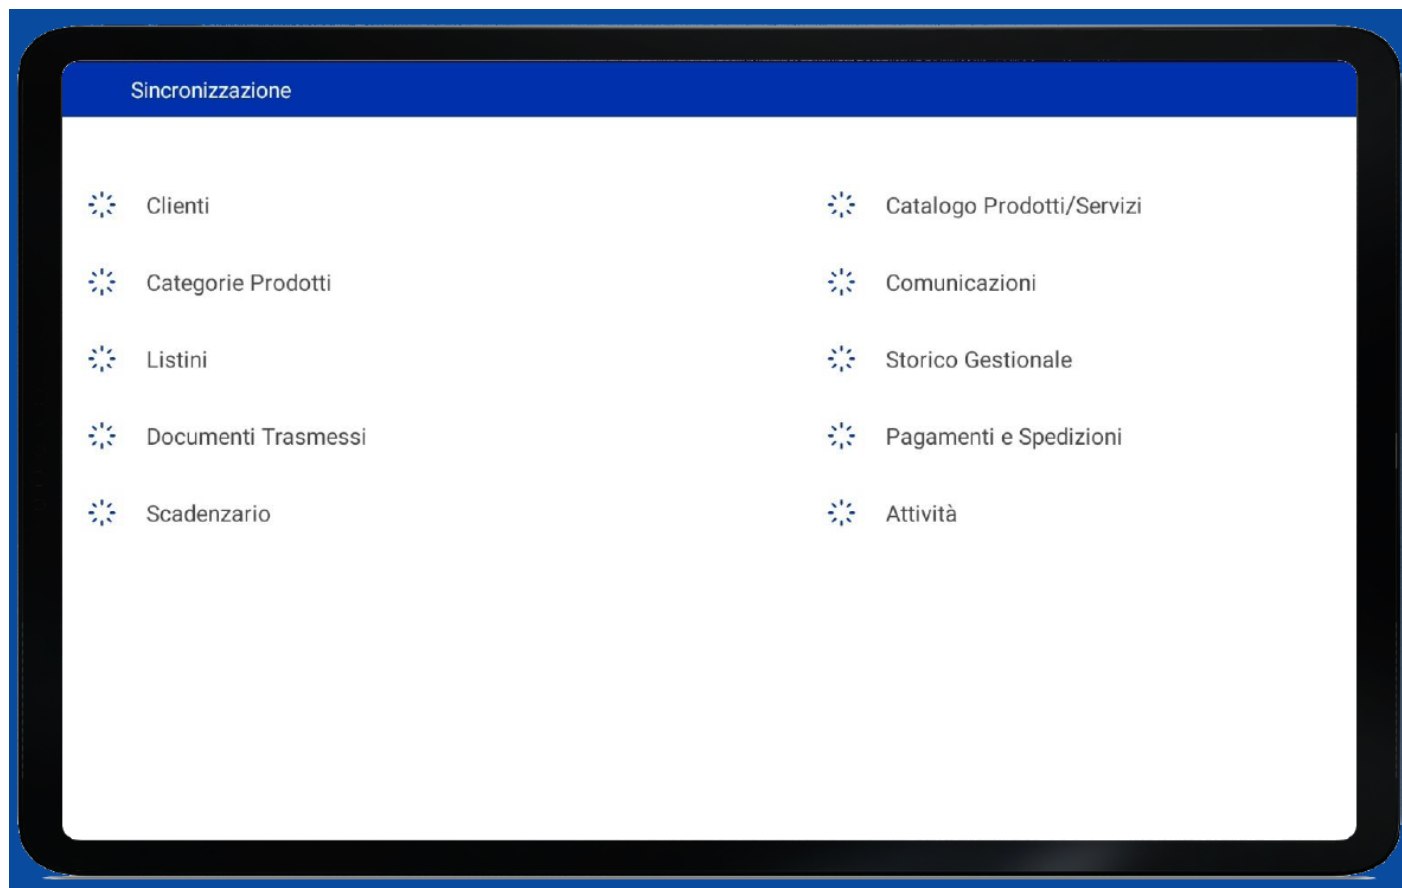 Sincronizzazione
Clienti
Catalogo Prodotti/Servizi
Categorie Prodotti
Comunicazioni
Listini
Storico Gestionale
Documenti Trasmessi
Pagamenti e Spedizioni
Scadenzario
Attività